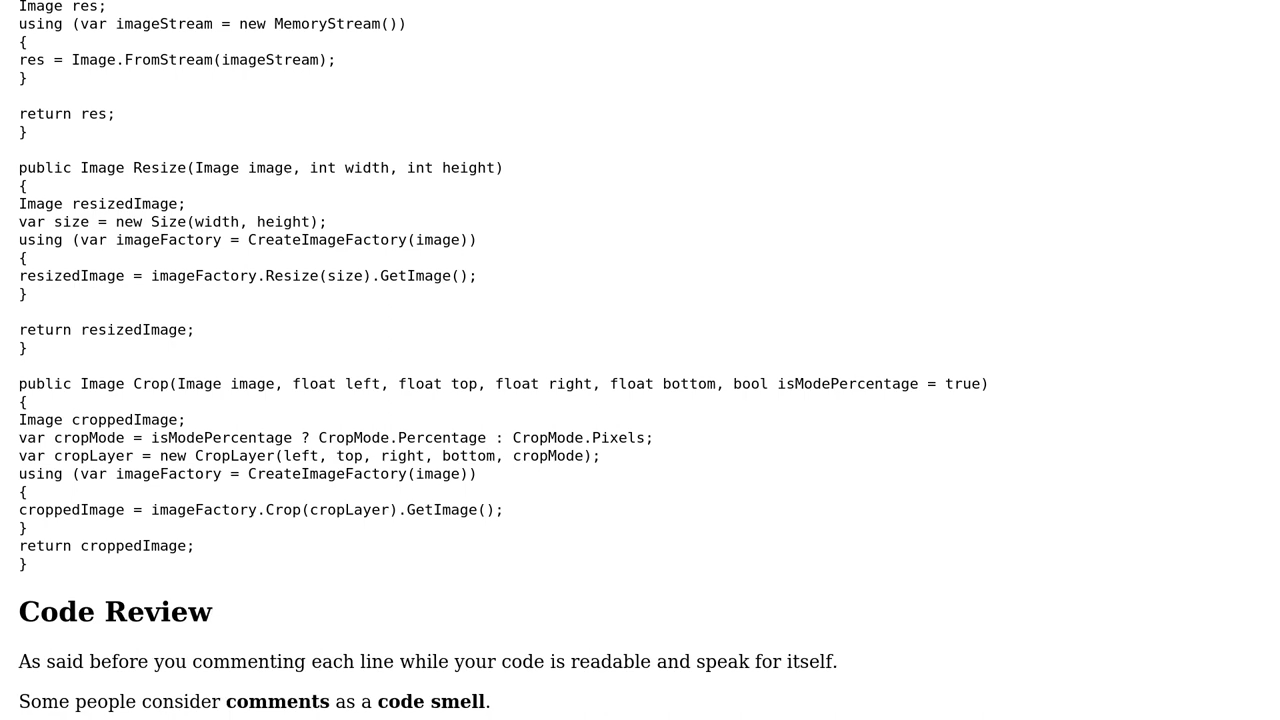 Image res;
using (var imageStream = new MemoryStream())
{
res = Image.FromStream(imageStream);
}

return res;
}

public Image Resize(Image image, int width, int height)
{
Image resizedImage;
var size = new Size(width, height);
using (var imageFactory = CreateImageFactory(image))
{
resizedImage = imageFactory.Resize(size).GetImage();
}

return resizedImage;
}

public Image Crop(Image image, float left, float top, float right, float bottom, bool isModePercentage = true)
{
Image croppedImage;
var cropMode = isModePercentage ? CropMode.Percentage : CropMode.Pixels;
var cropLayer = new CropLayer(left, top, right, bottom, cropMode);
using (var imageFactory = CreateImageFactory(image))
{
croppedImage = imageFactory.Crop(cropLayer).GetImage();
}
return croppedImage;
}

Code Review
As said before you commenting each line while your code is readable and speak for itself.
Some people consider comments as a code smell.